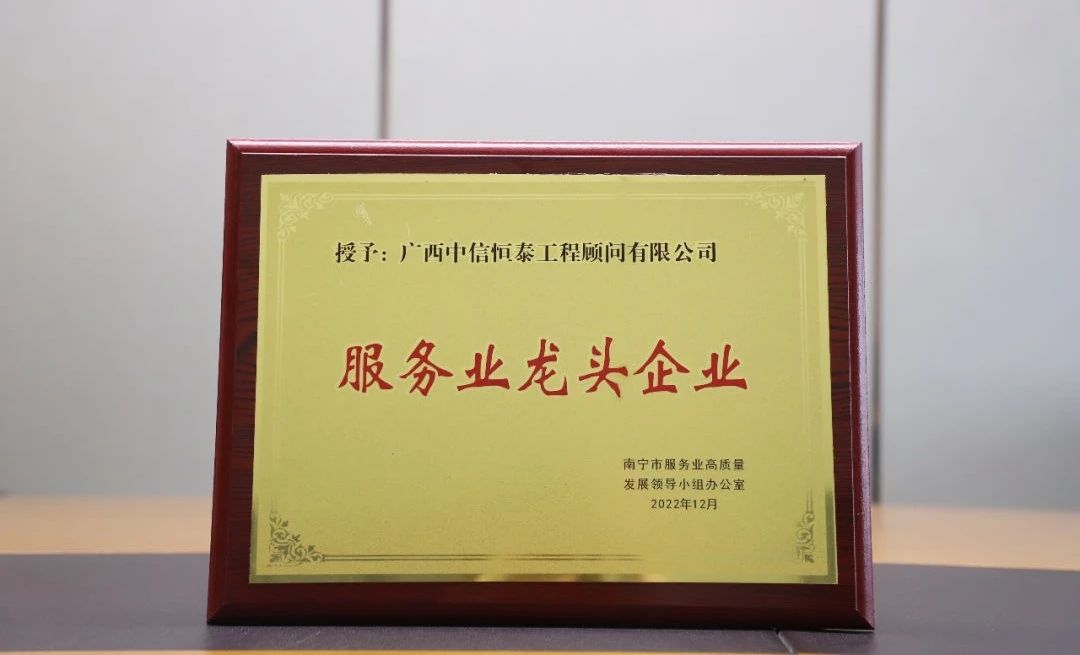 授予：广西中信恒泰工程顾问有限公司
服务业龙头企业
南宁市服务业高质量
发展领导小组办公室
2022年12月